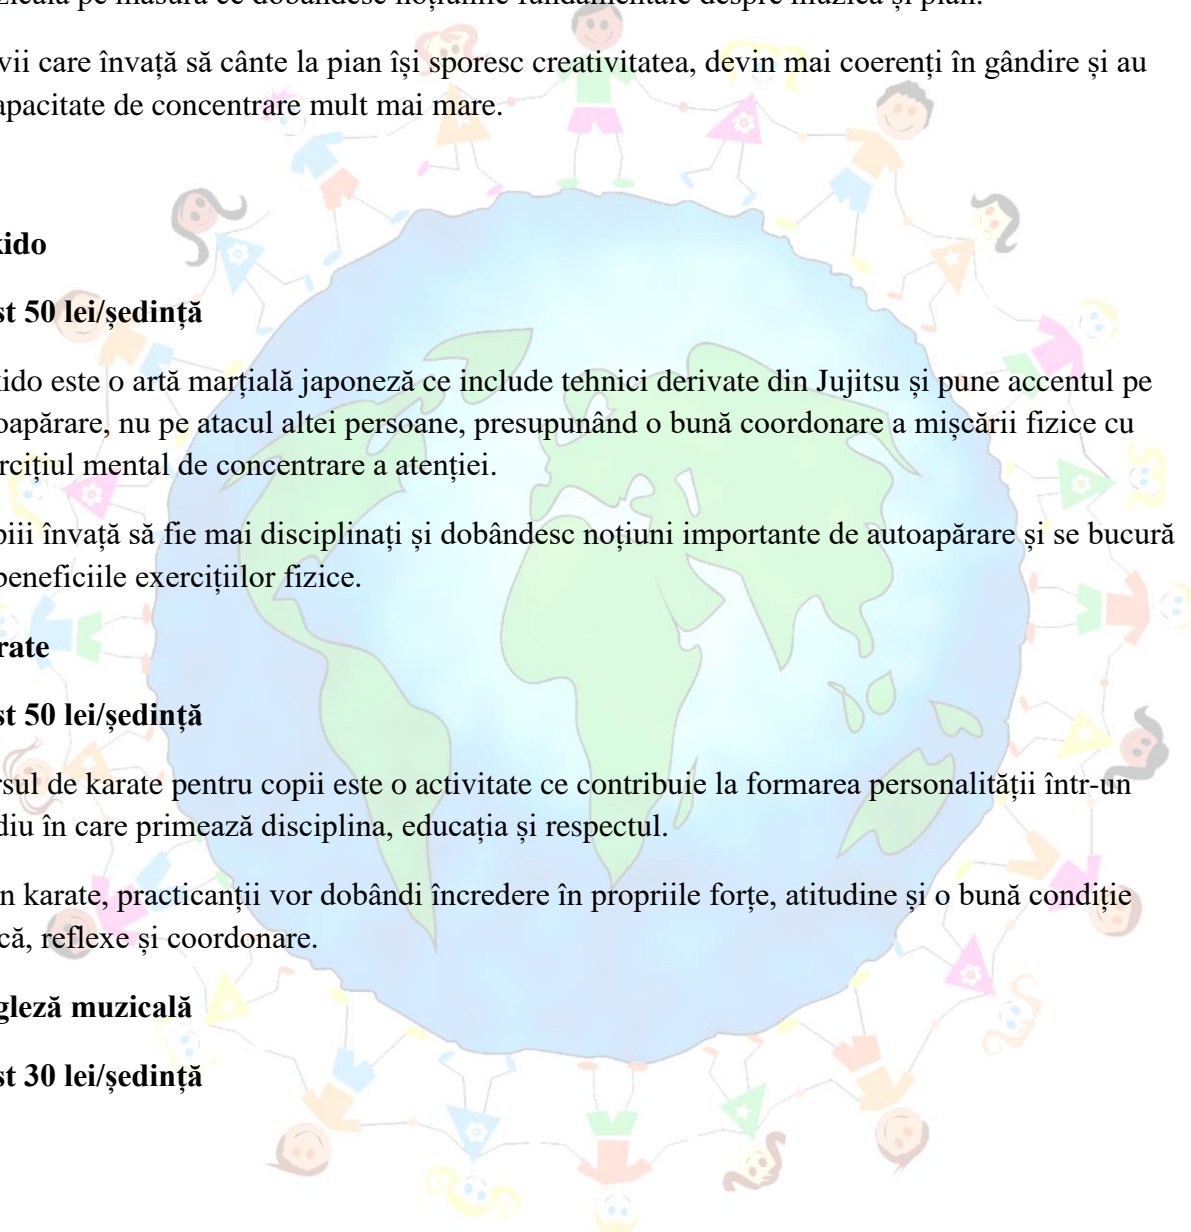 zicală pe măsură ce dobândesc noțiunile fundamentale despre muzică și pian.
vii care învață să cânte la pian își sporesc creativitatea, devin mai coerenți în gândire și au
apacitate de concentrare mult mai mare.
kido
st 50 lei/ședință
kido este o artă marțială japoneză ce include tehnici derivate din Jujitsu și pune accentul pe
oapărare, nu pe atacul altei persoane, presupunând o bună coordonare a mișcării fizice cu
rcițiul mental de concentrare a atenției.
piii învață să fie mai disciplinați și dobândesc noțiuni importante de autoapărare și se bucură
beneficiile exercițiilor fizice.
rate
st 50 lei/ședință
rsul de karate pentru copii este o activitate ce contribuie la formarea personalității într-un
diu în care primează disciplina, educația și respectul.
n karate, practicanții vor dobândi încredere în propriile forțe, atitudine și o bună condiție
că, reflexe și coordonare.
gleză muzicală
st 30 lei/ședință